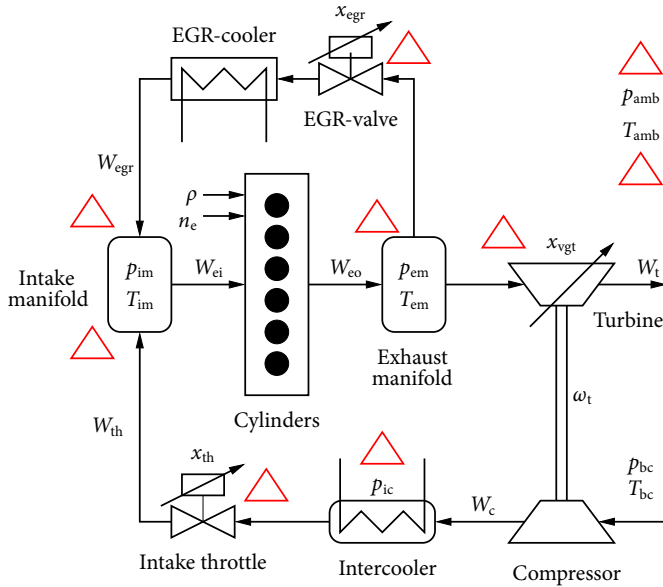 x_egr
EGR-cooler
EGR-valve
p_amb
T_amb
W_egr
ρ
n_e
Intake
manifold
p_im
T_im
W_ei
W_eo
p_em
T_em
x_vgt
W_t
Turbine
Exhaust
manifold
Cylinders
ω_t
W_th
x_th
p_ic
W_c
p_bc
T_bc
Intake throttle
Intercooler
Compressor